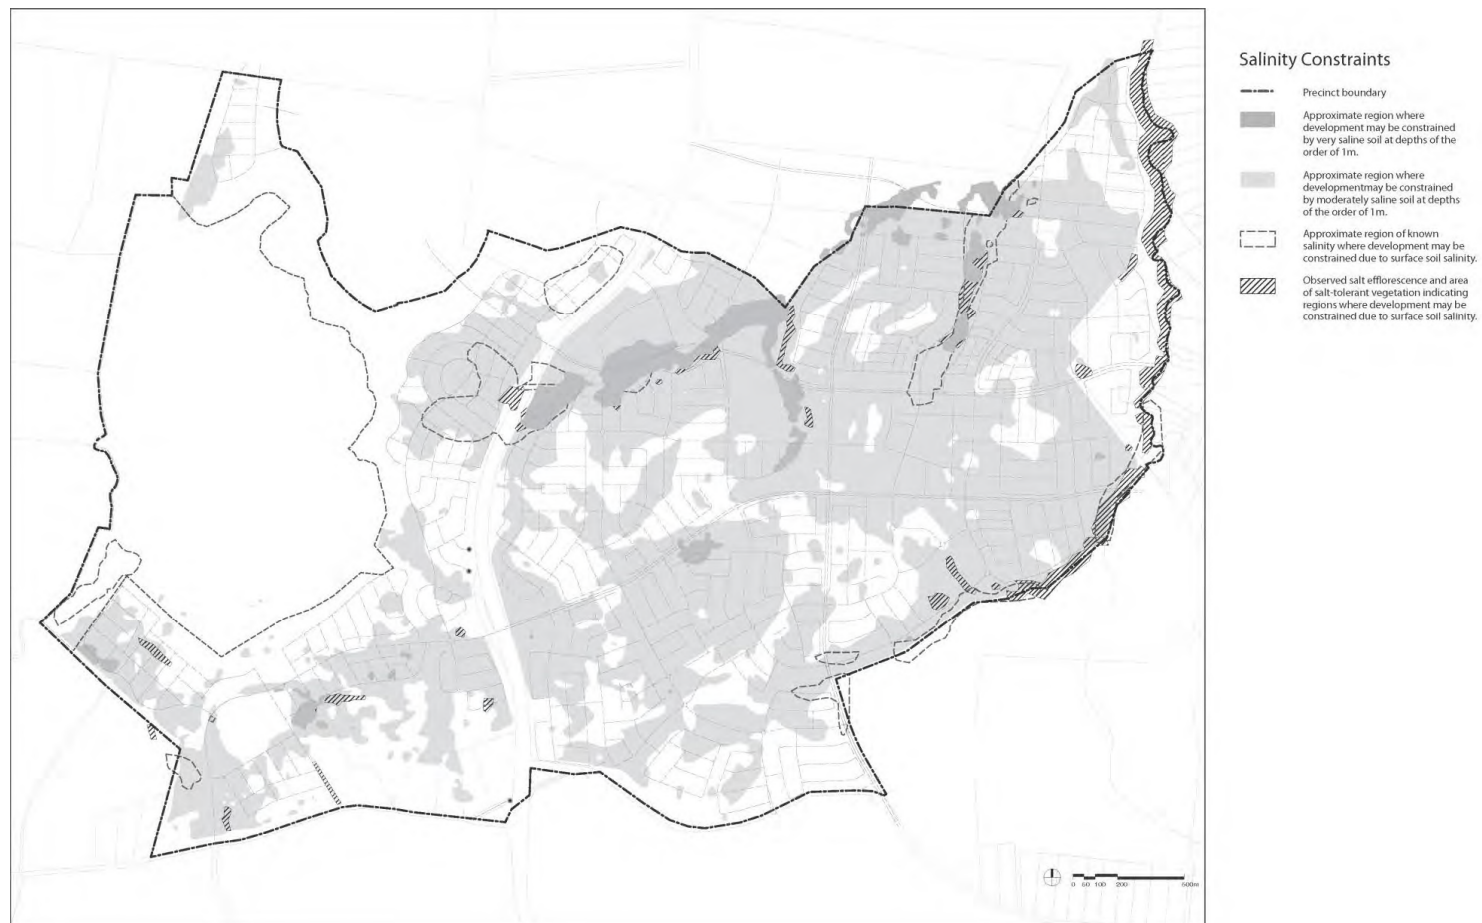 Salinity Constraints
Precinct boundary
Approximate region where
development may be constrained
by very saline soil at depths of the
order of 1m.
Approximate region where
developmentmay be constrained
by moderately saline soil at depths
of the order of 1m.
Approximate region of known
salinity where development may be
constrained due to surface soil salinity.
Observed salt efflorescence and area
of salt-tolerant vegetation indicating
regions where development may be
constrained due to surface soil salinity.
0 50 100 200 500m